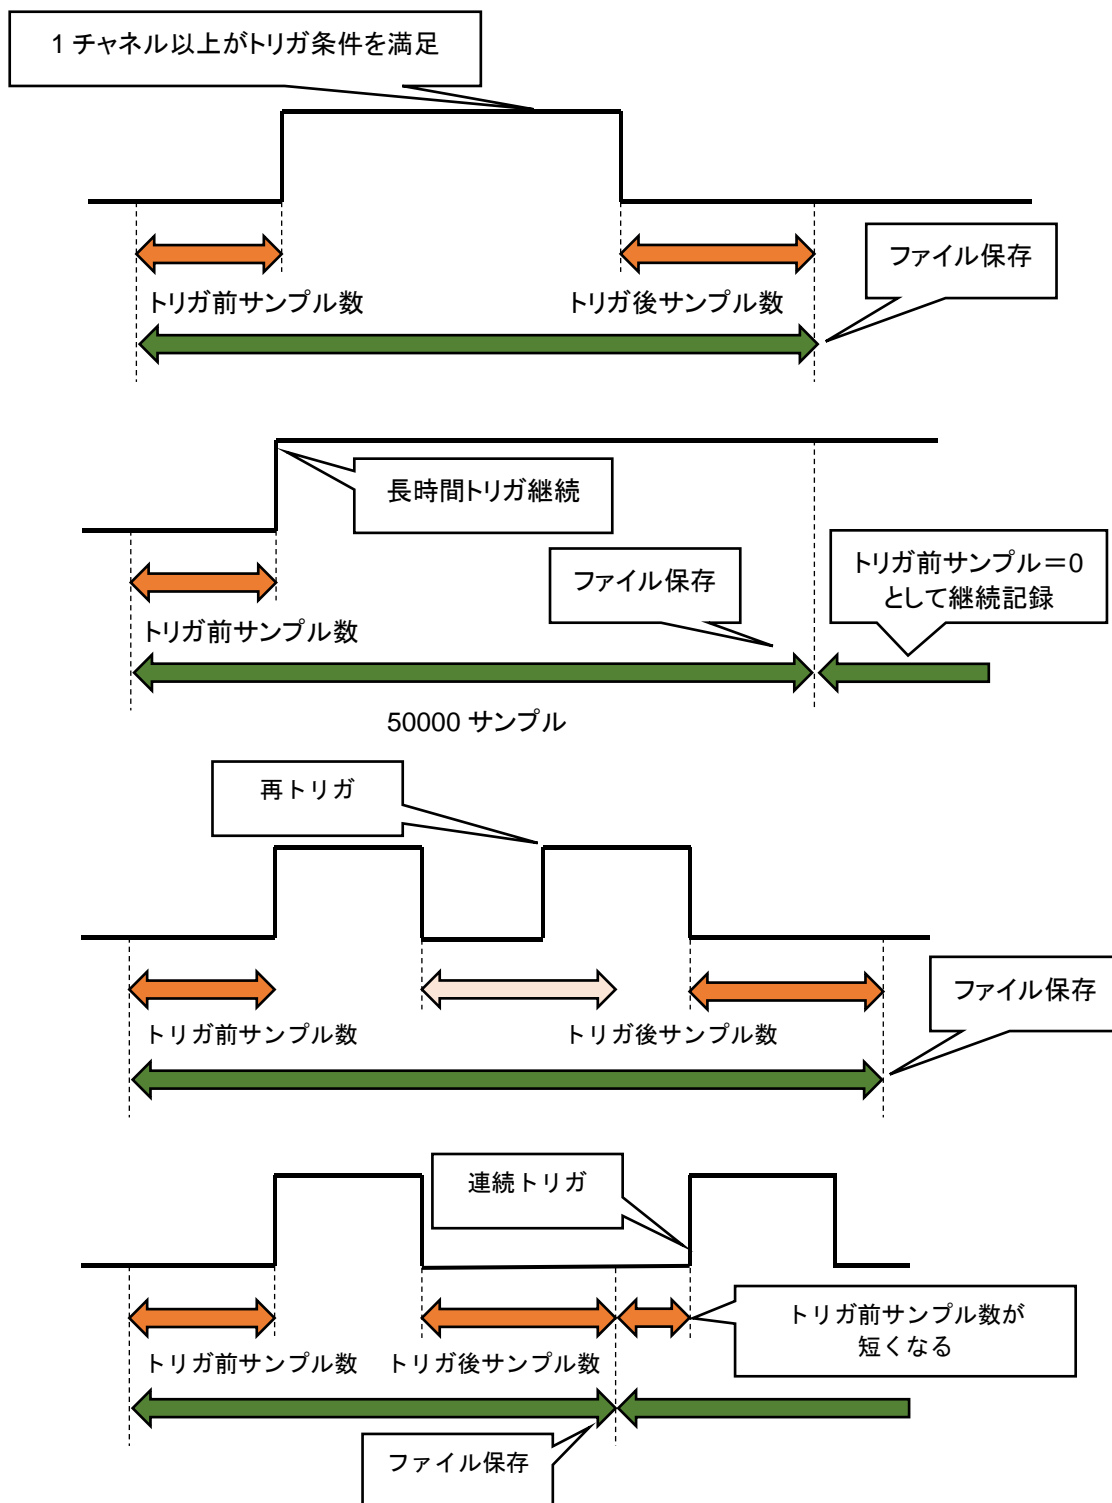 1 チャネル以上がトリガ条件を満足
ファイル保存
トリガ前サンプル数
トリガ後サンプル数
長時間トリガ継続
ファイル保存
トリガ前サンプル＝0
として継続記録
トリガ前サンプル数
50000 サンプル
再トリガ
ファイル保存
トリガ前サンプル数
トリガ後サンプル数
連続トリガ
トリガ前サンプル数が
短くなる
トリガ前サンプル数
トリガ後サンプル数
ファイル保存